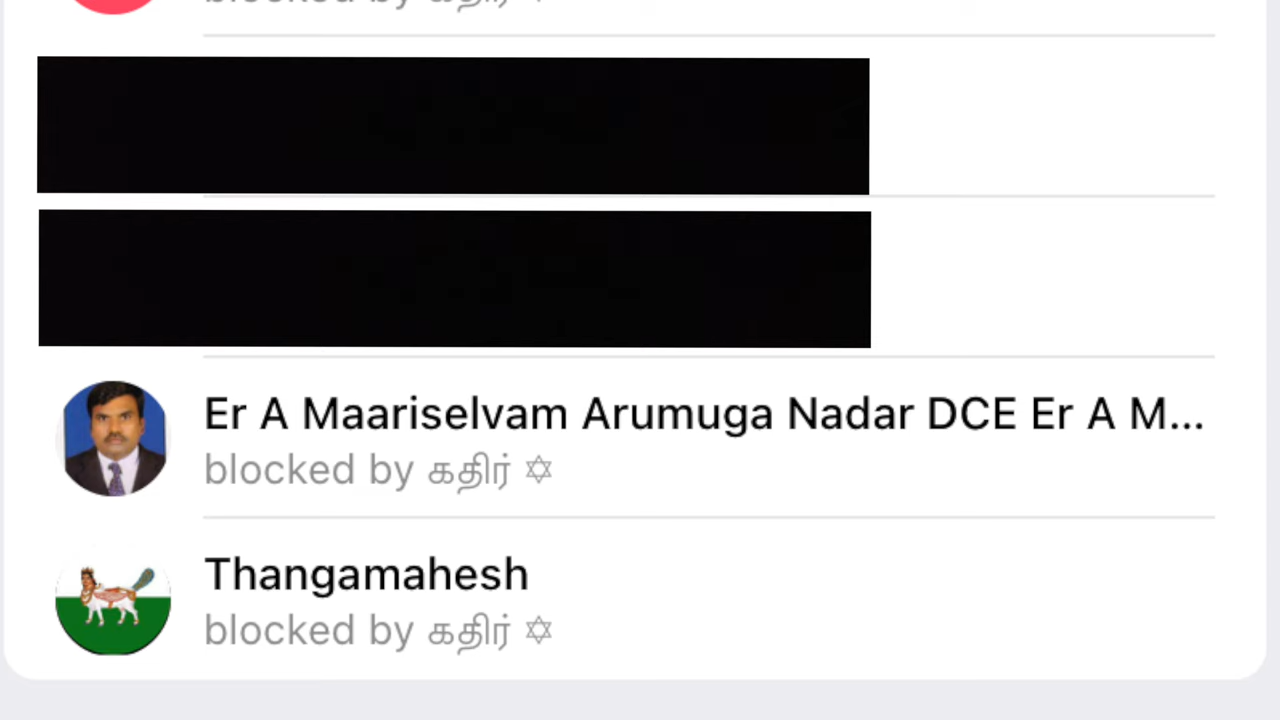 blocked by கதிர் ✡
Er A Maariselvam Arumuga Nadar DCE Er A M...
blocked by கதிர் ✡
Thangamahesh
blocked by கதிர் ✡